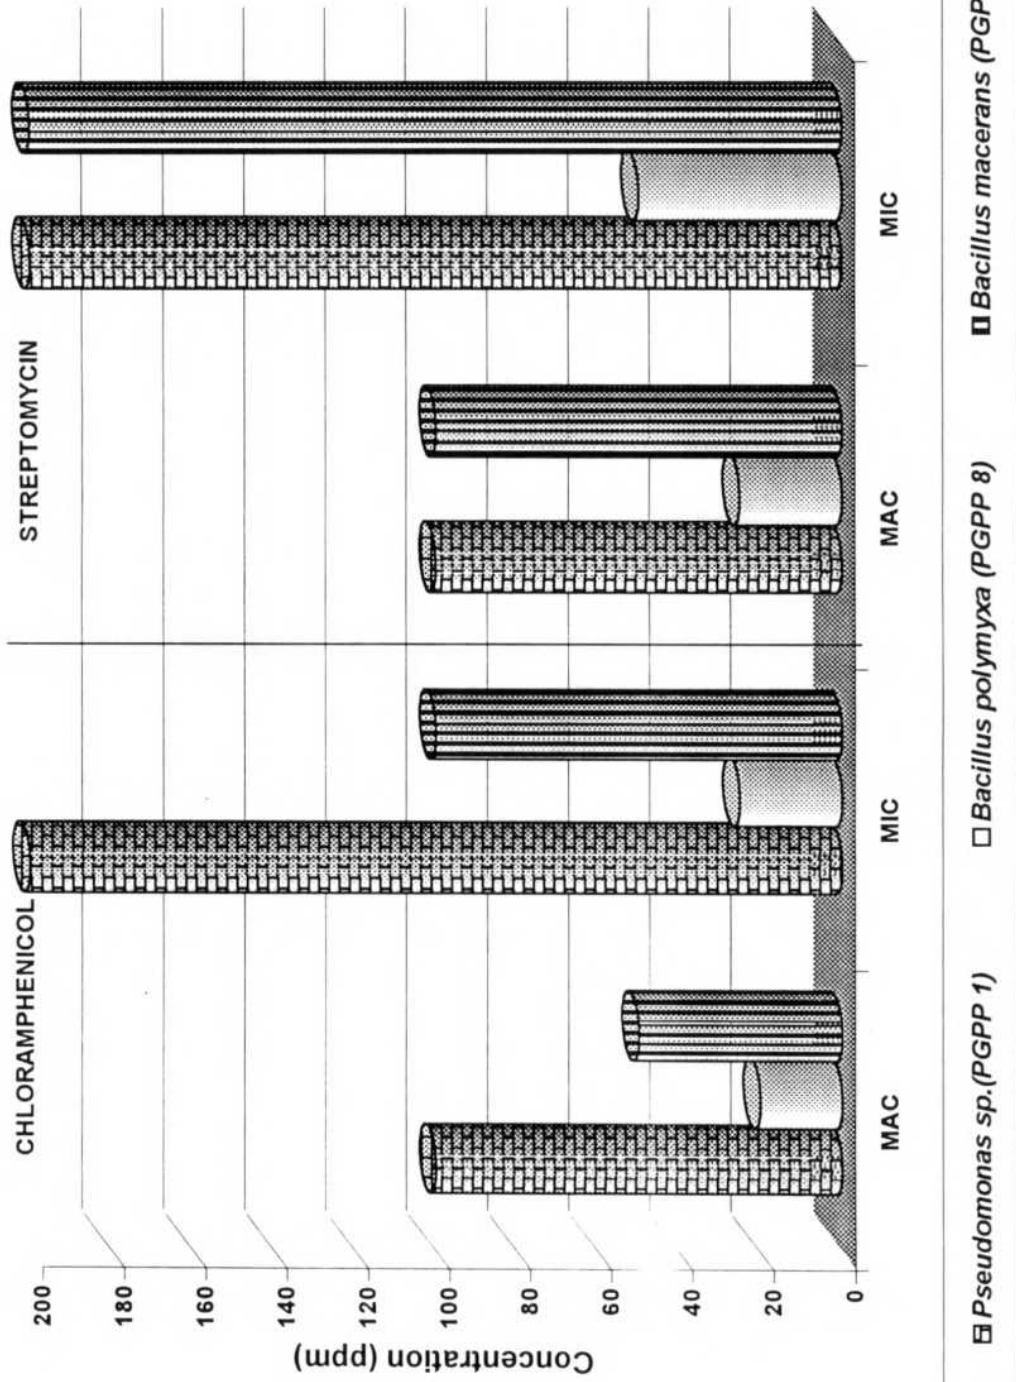 CHLORAMPHENICOL
STREPTOMYCIN
Concentration (ppm)
200
180
160
140
120
100
80
60
40
20
0
MAC
MIC
MAC
MIC
Pseudomonas sp.(PGPP 1)
Bacillus polymyxa (PGPP 8)
Bacillus macerans (PGP